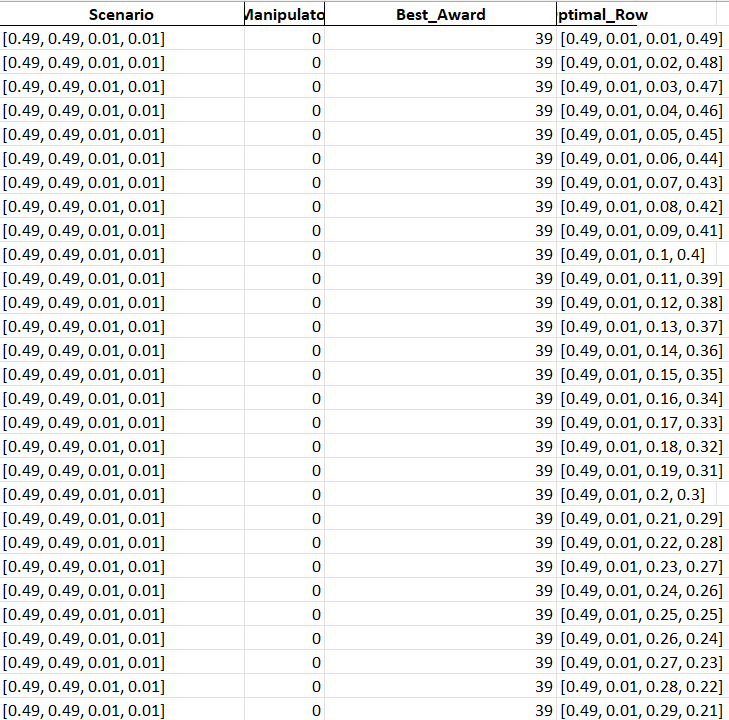 Scenario Manipulato Best_Award ptimal_Row
[0.49, 0.49, 0.01, 0.01] 0 39 [0.49, 0.01, 0.01, 0.49]
[0.49, 0.49, 0.01, 0.01] 0 39 [0.49, 0.01, 0.02, 0.48]
[0.49, 0.49, 0.01, 0.01] 0 39 [0.49, 0.01, 0.03, 0.47]
[0.49, 0.49, 0.01, 0.01] 0 39 [0.49, 0.01, 0.04, 0.46]
[0.49, 0.49, 0.01, 0.01] 0 39 [0.49, 0.01, 0.05, 0.45]
[0.49, 0.49, 0.01, 0.01] 0 39 [0.49, 0.01, 0.06, 0.44]
[0.49, 0.49, 0.01, 0.01] 0 39 [0.49, 0.01, 0.07, 0.43]
[0.49, 0.49, 0.01, 0.01] 0 39 [0.49, 0.01, 0.08, 0.42]
[0.49, 0.49, 0.01, 0.01] 0 39 [0.49, 0.01, 0.09, 0.41]
[0.49, 0.49, 0.01, 0.01] 0 39 [0.49, 0.01, 0.1, 0.4]
[0.49, 0.49, 0.01, 0.01] 0 39 [0.49, 0.01, 0.11, 0.39]
[0.49, 0.49, 0.01, 0.01] 0 39 [0.49, 0.01, 0.12, 0.38]
[0.49, 0.49, 0.01, 0.01] 0 39 [0.49, 0.01, 0.13, 0.37]
[0.49, 0.49, 0.01, 0.01] 0 39 [0.49, 0.01, 0.14, 0.36]
[0.49, 0.49, 0.01, 0.01] 0 39 [0.49, 0.01, 0.15, 0.35]
[0.49, 0.49, 0.01, 0.01] 0 39 [0.49, 0.01, 0.16, 0.34]
[0.49, 0.49, 0.01, 0.01] 0 39 [0.49, 0.01, 0.17, 0.33]
[0.49, 0.49, 0.01, 0.01] 0 39 [0.49, 0.01, 0.18, 0.32]
[0.49, 0.49, 0.01, 0.01] 0 39 [0.49, 0.01, 0.19, 0.31]
[0.49, 0.49, 0.01, 0.01] 0 39 [0.49, 0.01, 0.2, 0.3]
[0.49, 0.49, 0.01, 0.01] 0 39 [0.49, 0.01, 0.21, 0.29]
[0.49, 0.49, 0.01, 0.01] 0 39 [0.49, 0.01, 0.22, 0.28]
[0.49, 0.49, 0.01, 0.01] 0 39 [0.49, 0.01, 0.23, 0.27]
[0.49, 0.49, 0.01, 0.01] 0 39 [0.49, 0.01, 0.24, 0.26]
[0.49, 0.49, 0.01, 0.01] 0 39 [0.49, 0.01, 0.25, 0.25]
[0.49, 0.49, 0.01, 0.01] 0 39 [0.49, 0.01, 0.26, 0.24]
[0.49, 0.49, 0.01, 0.01] 0 39 [0.49, 0.01, 0.27, 0.23]
[0.49, 0.49, 0.01, 0.01] 0 39 [0.49, 0.01, 0.28, 0.22]
[0.49, 0.49, 0.01, 0.01] 0 39 [0.49, 0.01, 0.29, 0.21]